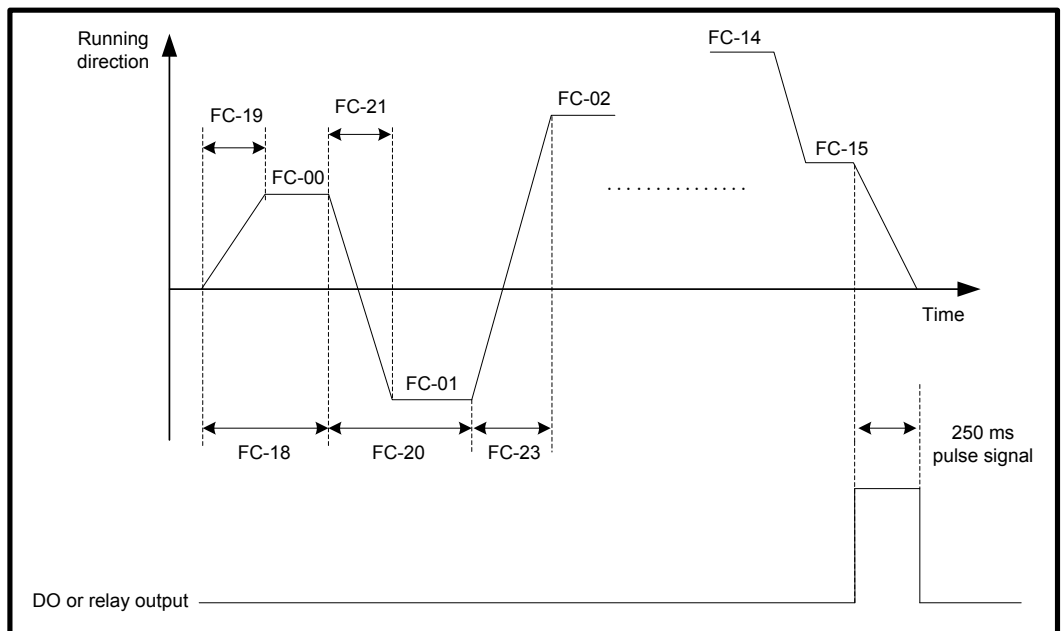 Running
direction
FC-14
FC-21
FC-02
FC-19
FC-15
FC-00
Time
FC-01
FC-18
FC-20
FC-23
250 ms
pulse signal
DO or relay output